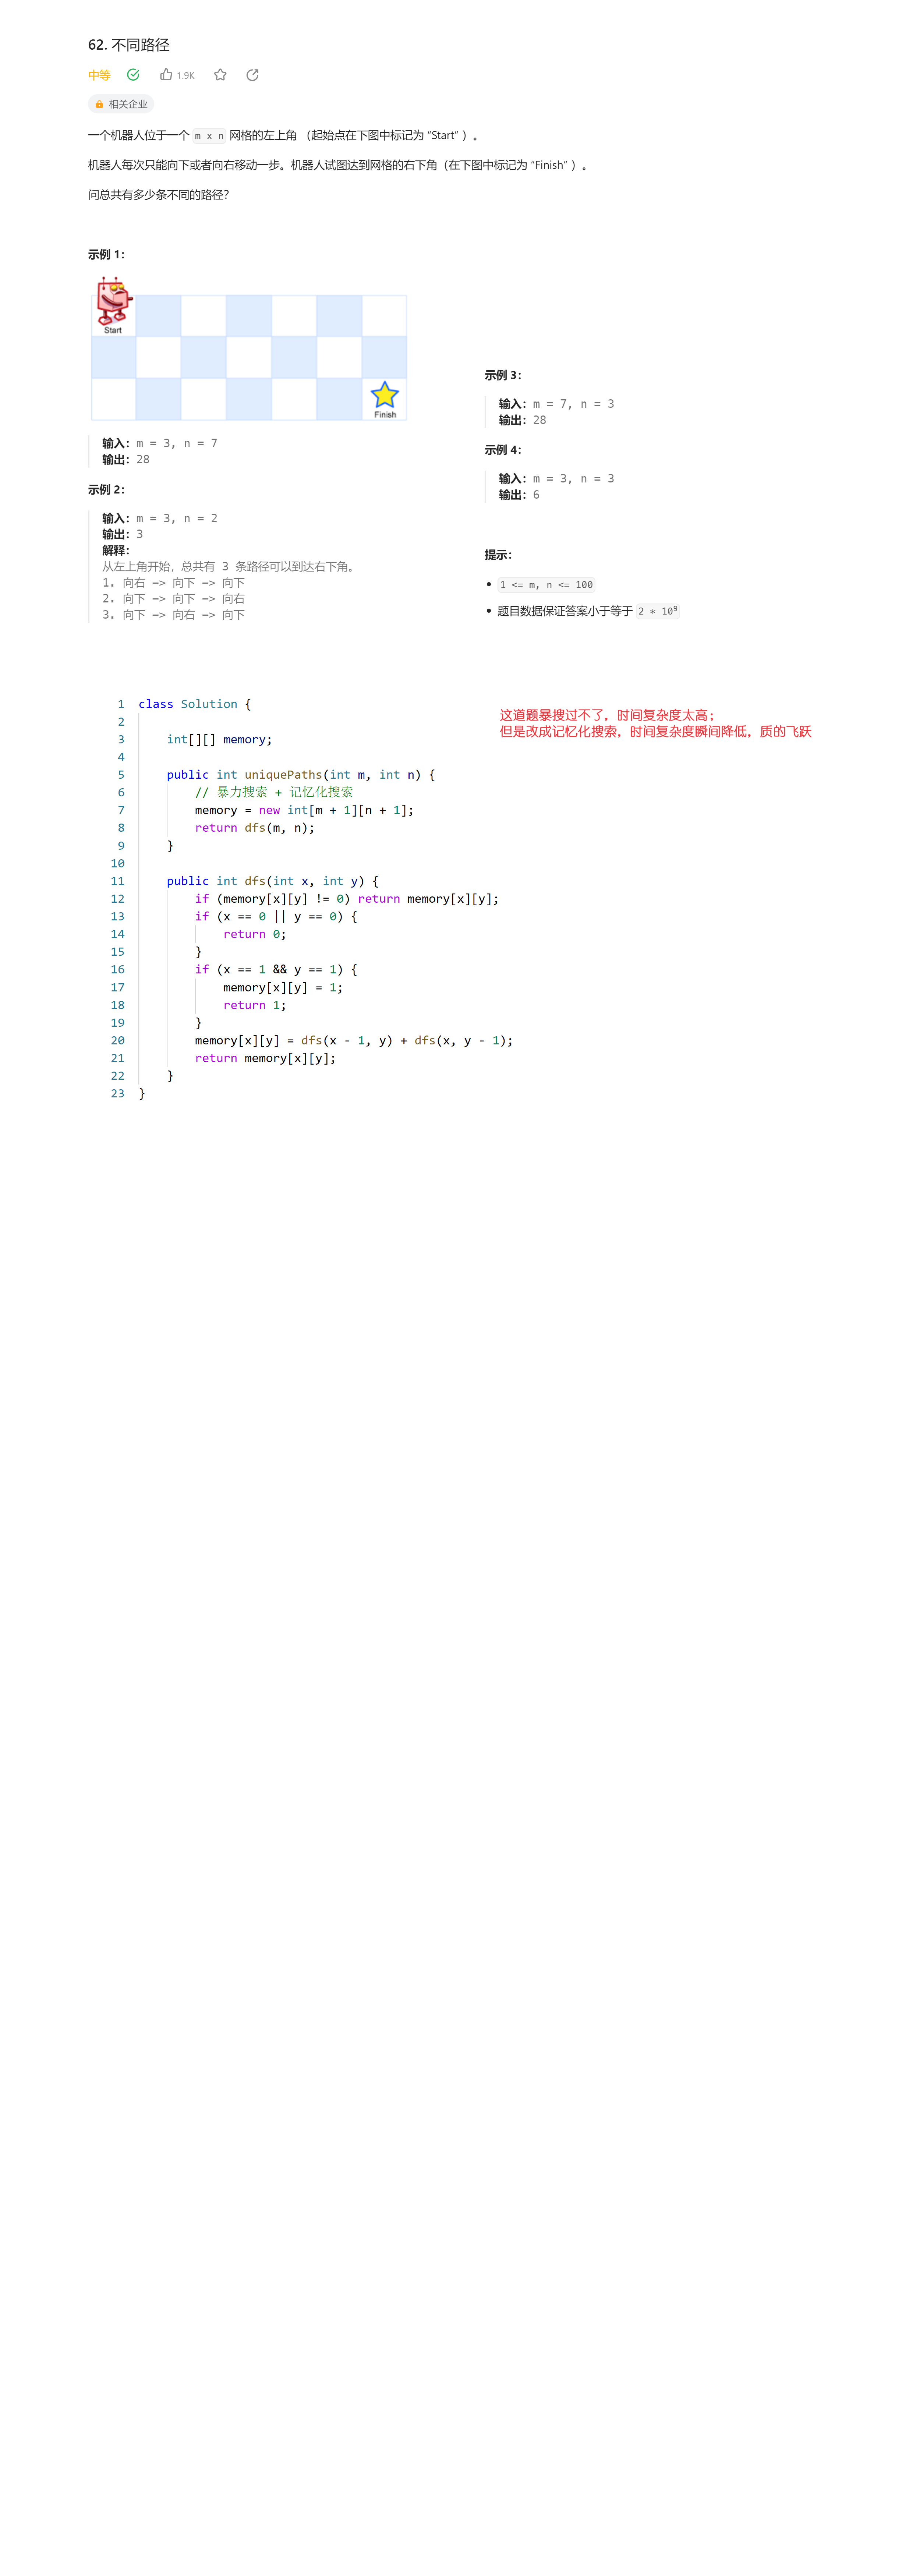 62. 不同路径
中等 1.9K
相关企业
一个机器人位于一个 m x n 网格的左上角 （起始点在下图中标记为 “Start” ）。
机器人每次只能向下或者向右移动一步。机器人试图达到网格的右下角（在下图中标记为 “Finish” ）。
问总共有多少条不同的路径？
示例 1：
Start
Finish
输入：m = 3, n = 7
输出：28
示例 2：
输入：m = 3, n = 2
输出：3
解释：
从左上角开始，总共有 3 条路径可以到达右下角。
1. 向右 -> 向下 -> 向下
2. 向下 -> 向下 -> 向右
3. 向下 -> 向右 -> 向下
示例 3：
输入：m = 7, n = 3
输出：28
示例 4：
输入：m = 3, n = 3
输出：6
提示：
• 1 <= m, n <= 100
• 题目数据保证答案小于等于 2 * 10⁹
1 class Solution {
2
3     int[][] memory;
4
5     public int uniquePaths(int m, int n) {
6         // 暴力搜索 + 记忆化搜索
7         memory = new int[m + 1][n + 1];
8         return dfs(m, n);
9     }
10
11     public int dfs(int x, int y) {
12         if (memory[x][y] != 0) return memory[x][y];
13         if (x == 0 || y == 0) {
14             return 0;
15         }
16         if (x == 1 && y == 1) {
17             memory[x][y] = 1;
18             return 1;
19         }
20         memory[x][y] = dfs(x - 1, y) + dfs(x, y - 1);
21         return memory[x][y];
22     }
23 }
这道题暴搜过不了，时间复杂度太高；
但是改成记忆化搜索，时间复杂度瞬间降低，质的飞跃